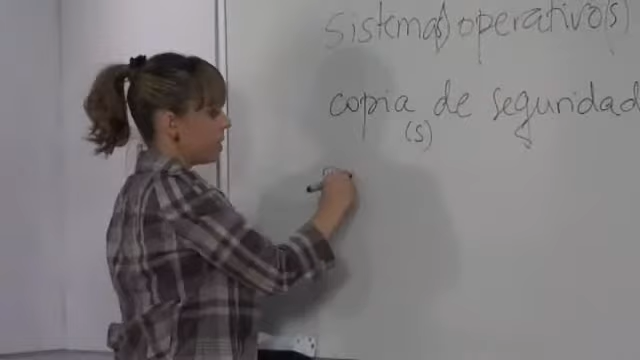 Sistema(s) operativo(s)
copia de seguridad
(s)